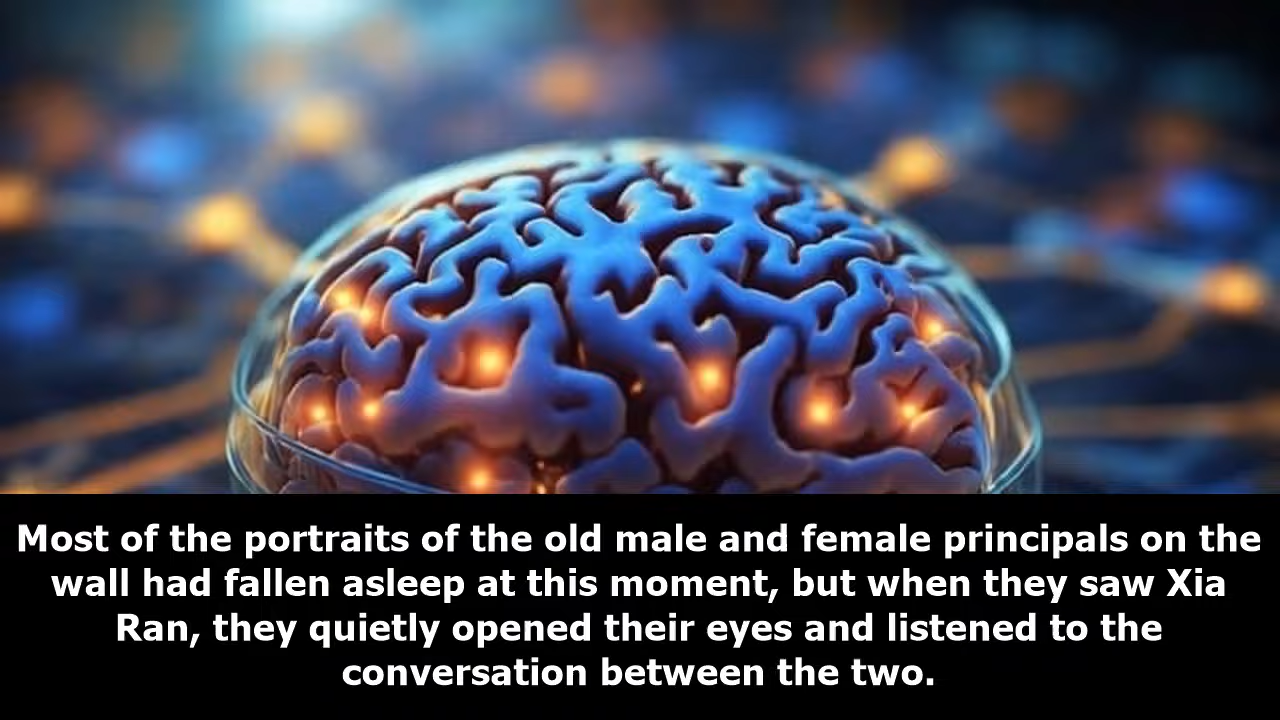 Most of the portraits of the old male and female principals on the
wall had fallen asleep at this moment, but when they saw Xia
Ran, they quietly opened their eyes and listened to the
conversation between the two.